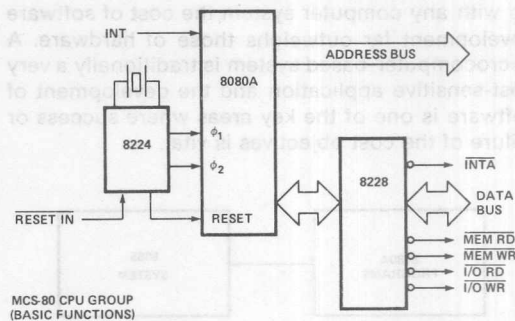 INT
ADDRESS BUS
8080A
8224
ϕ1
ϕ2
8228
INTA
DATA
BUS
RESET IN
RESET
MEM RD
MEM WR
I/O RD
I/O WR
MCS-80 CPU GROUP
(BASIC FUNCTIONS)
with any computer system the cost of software
development far outweighs those of hardware. A
microcomputer-based system is traditionally a very
cost-sensitive application and the development of
software is one of the key areas where success or
failure of the cost objectives is vital.
8085
SYSTEM